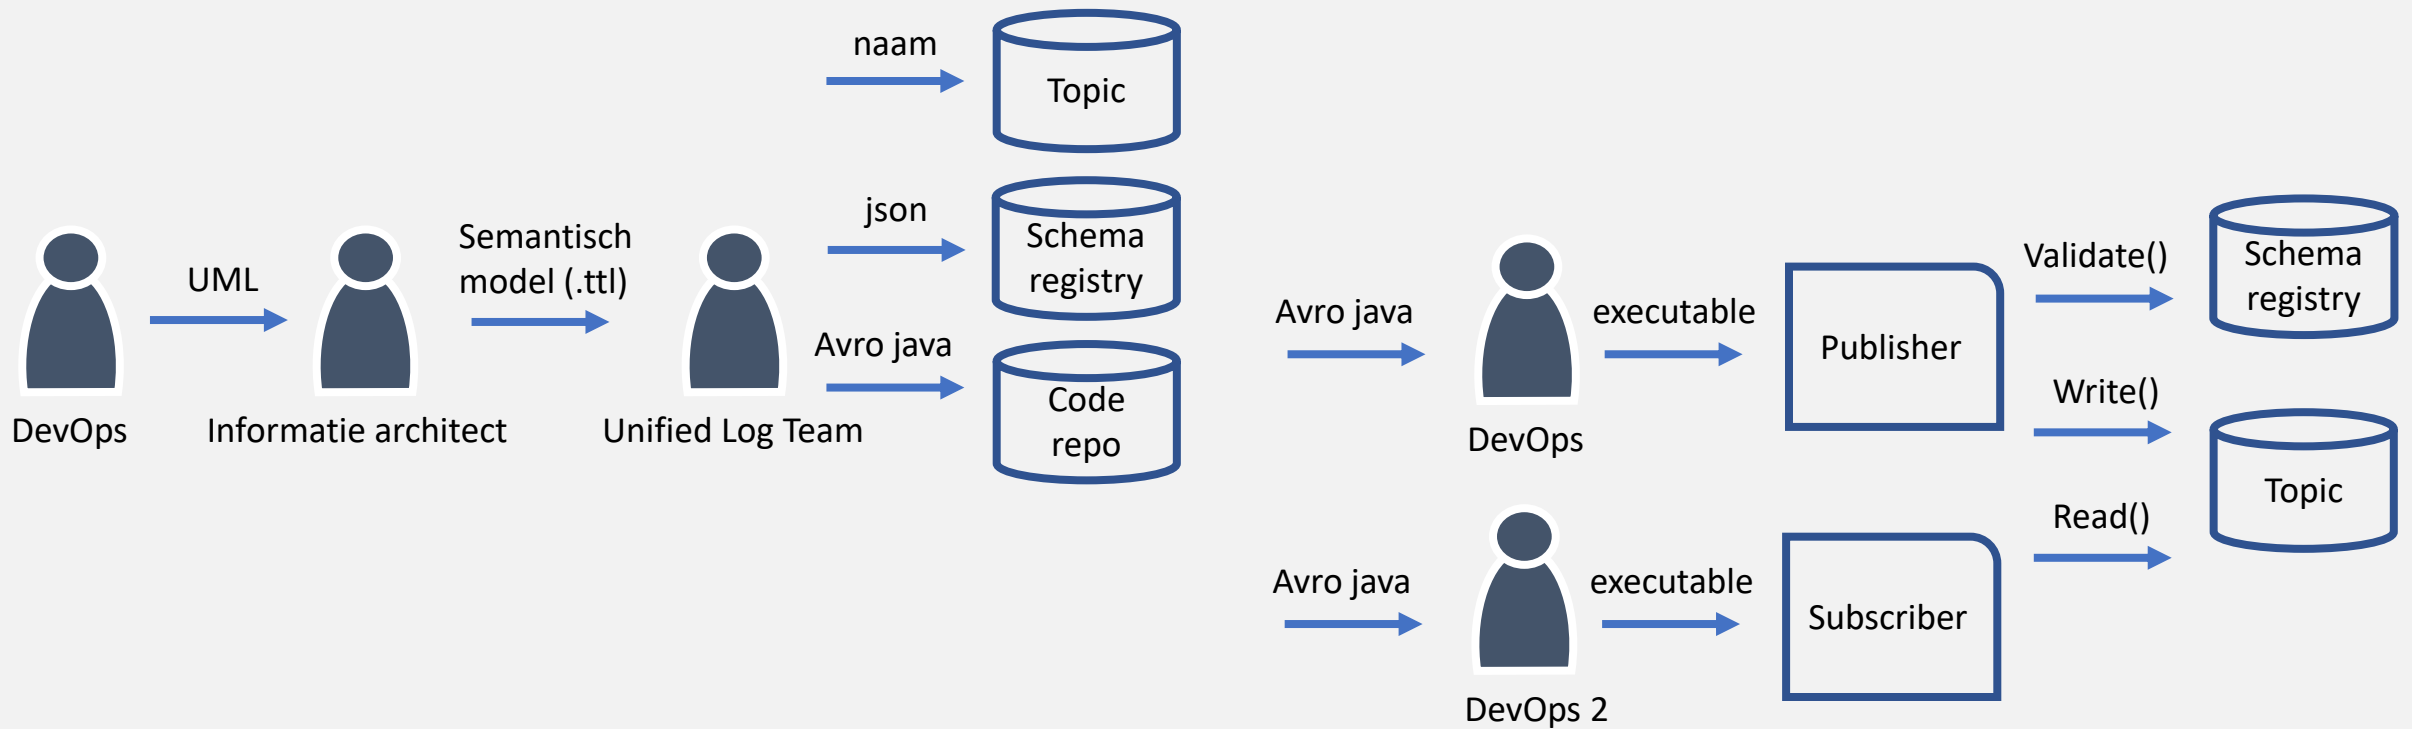 naam
Topic
json
Schema
registry
Semantisch
model (.ttl)
UML
Avro java
Code
repo
DevOps
Informatie architect
Unified Log Team
Avro java
executable
Publisher
Validate()
Schema
registry
Write()
DevOps
Topic
Read()
Avro java
executable
Subscriber
DevOps 2